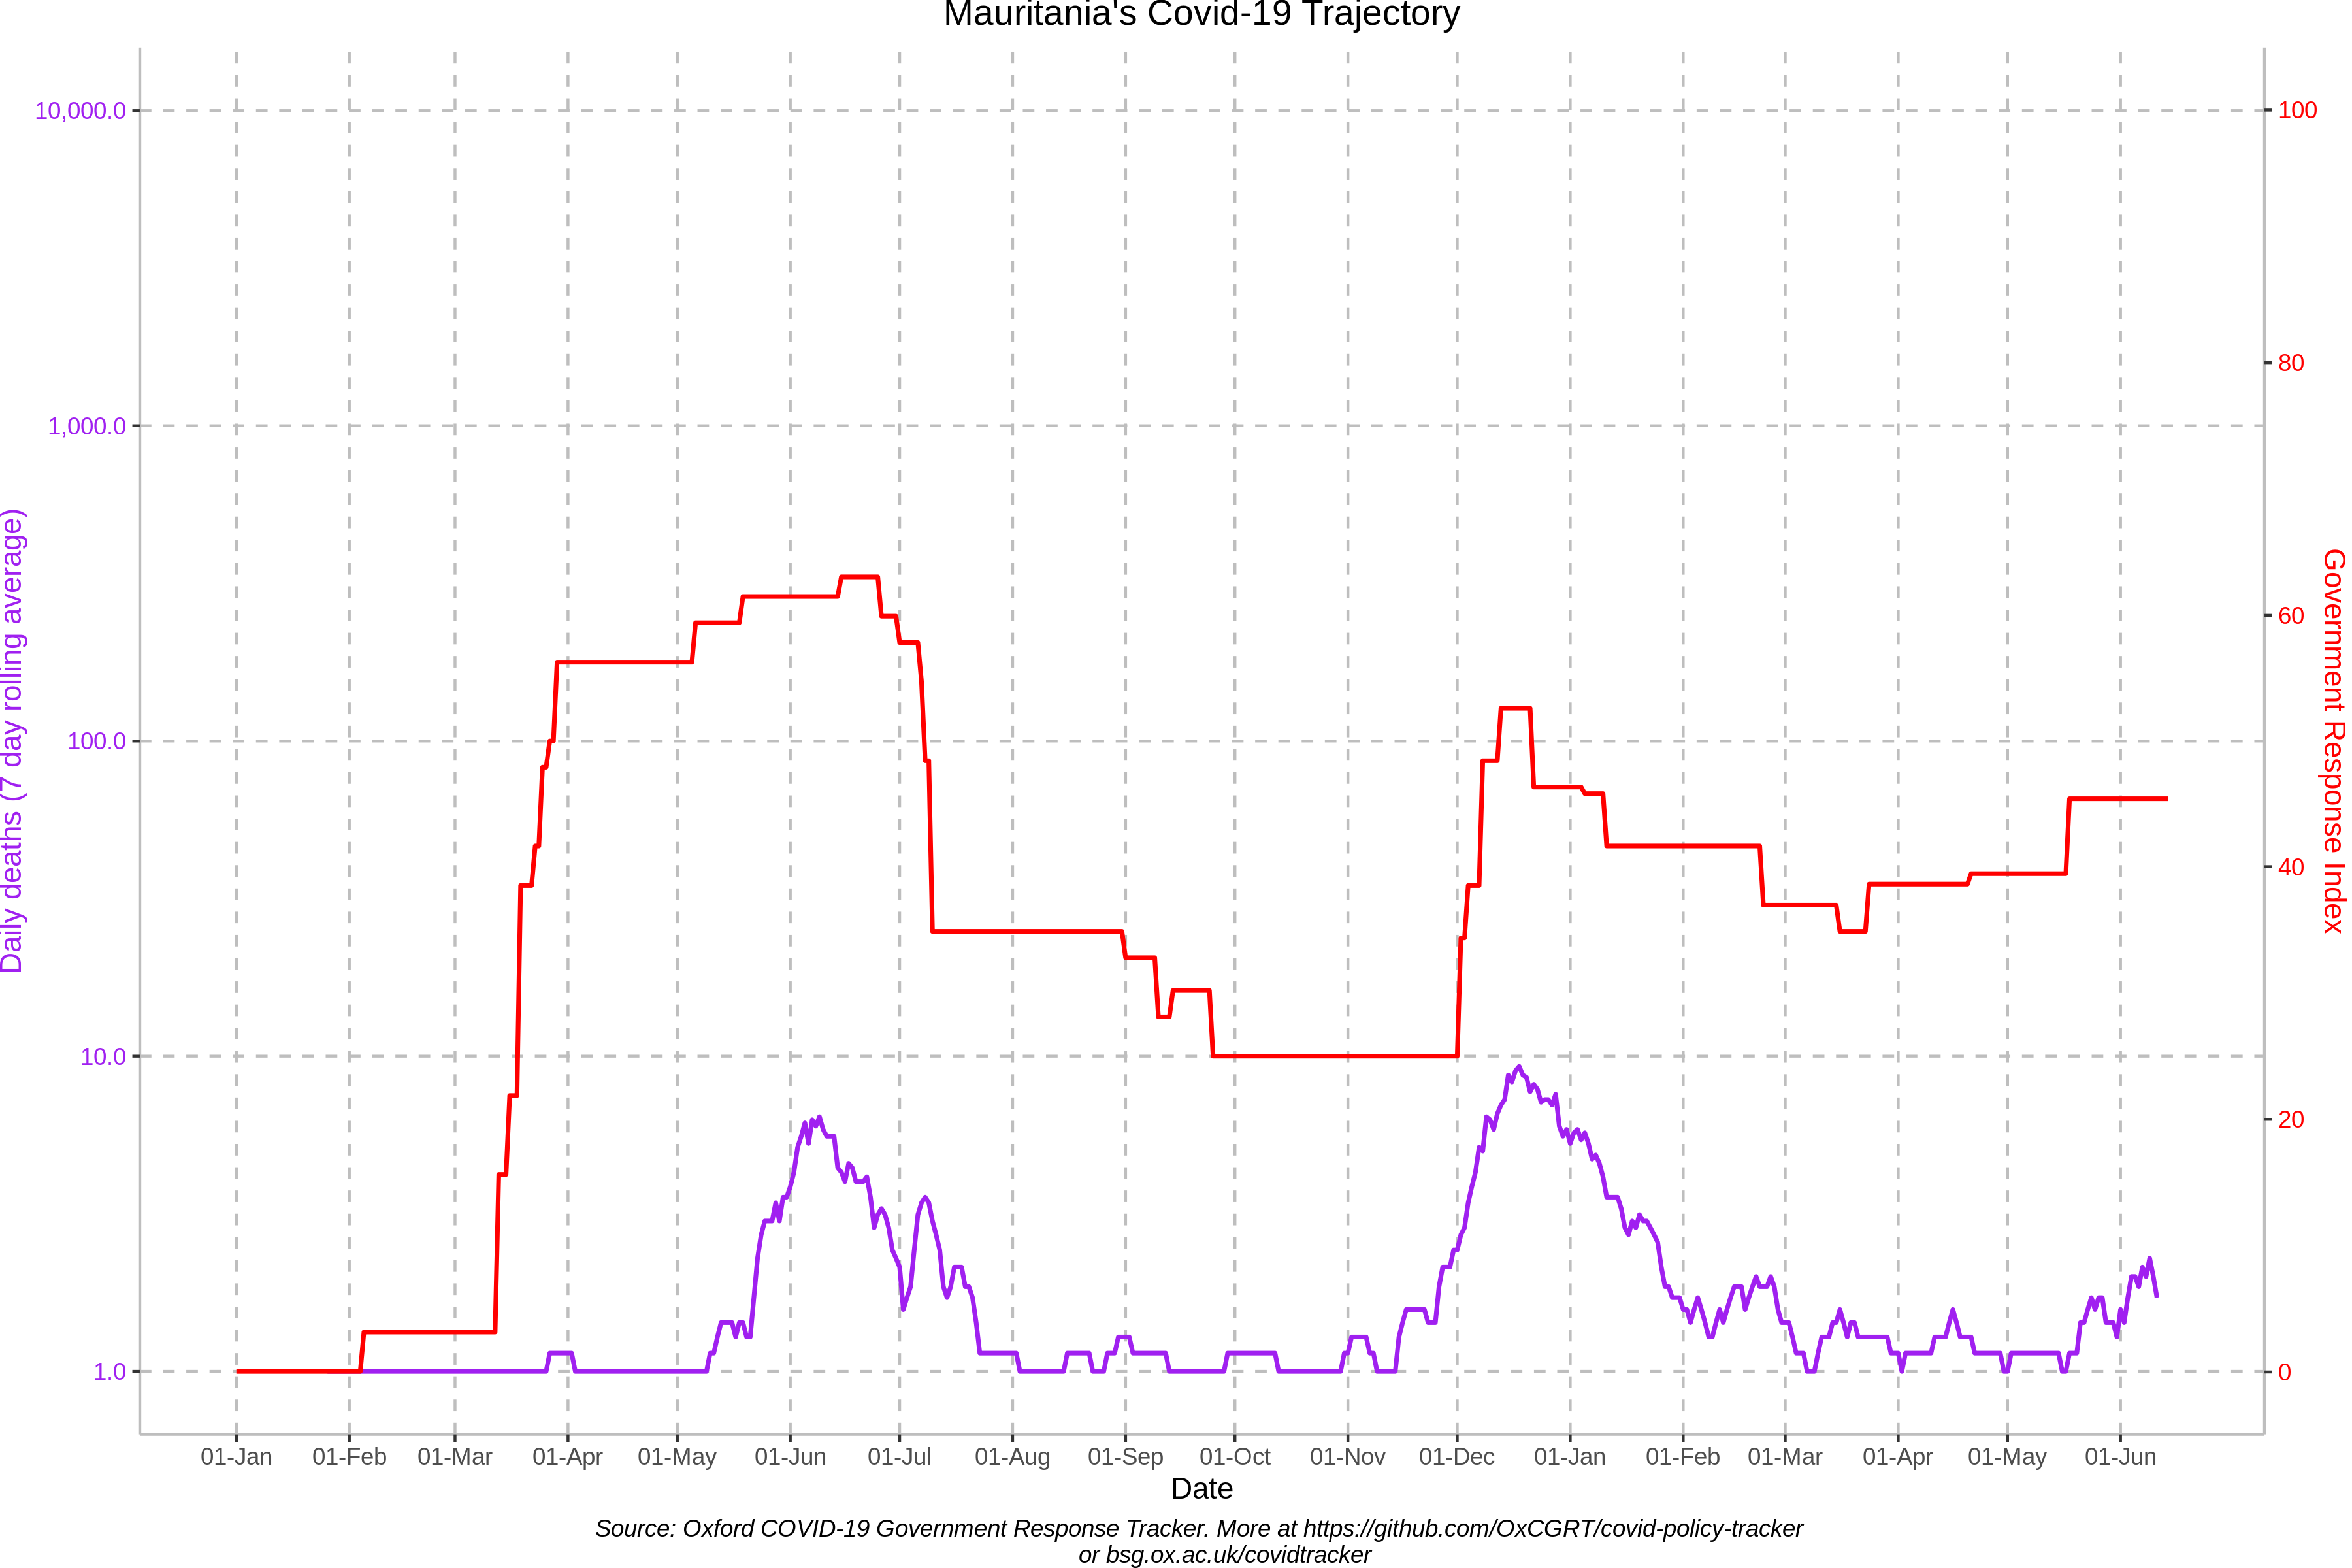 Mauritania's Covid-19 Trajectory
Daily deaths (7 day rolling average)
10,000.0
1,000.0
100.0
10.0
1.0
Government Response Index
100
80
60
40
20
0
01-Jan 01-Feb 01-Mar 01-Apr 01-May 01-Jun 01-Jul 01-Aug 01-Sep 01-Oct 01-Nov 01-Dec 01-Jan 01-Feb 01-Mar 01-Apr 01-May 01-Jun
Date
Source: Oxford COVID-19 Government Response Tracker. More at https://github.com/OxCGRT/covid-policy-tracker
or bsg.ox.ac.uk/covidtracker